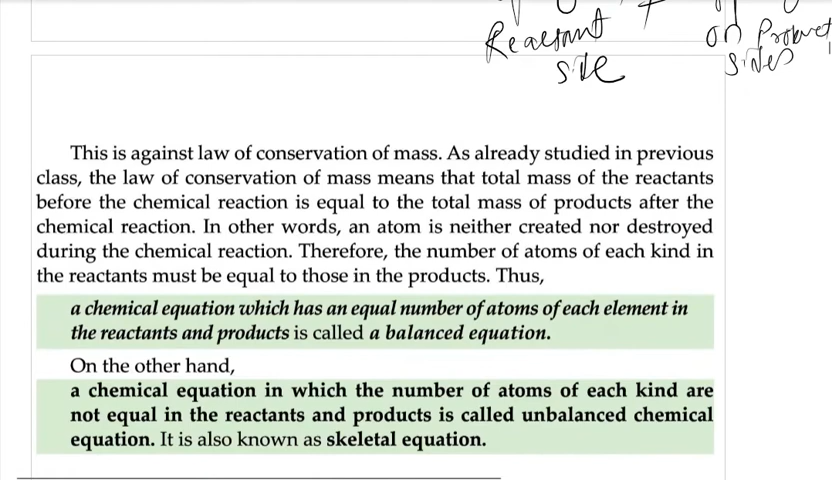 Reactant
on Product
side
sides
This is against law of conservation of mass. As already studied in previous
class, the law of conservation of mass means that total mass of the reactants
before the chemical reaction is equal to the total mass of products after the
chemical reaction. In other words, an atom is neither created nor destroyed
during the chemical reaction. Therefore, the number of atoms of each kind in
the reactants must be equal to those in the products. Thus,
a chemical equation which has an equal number of atoms of each element in
the reactants and products is called a balanced equation.
On the other hand,
a chemical equation in which the number of atoms of each kind are
not equal in the reactants and products is called unbalanced chemical
equation. It is also known as skeletal equation.